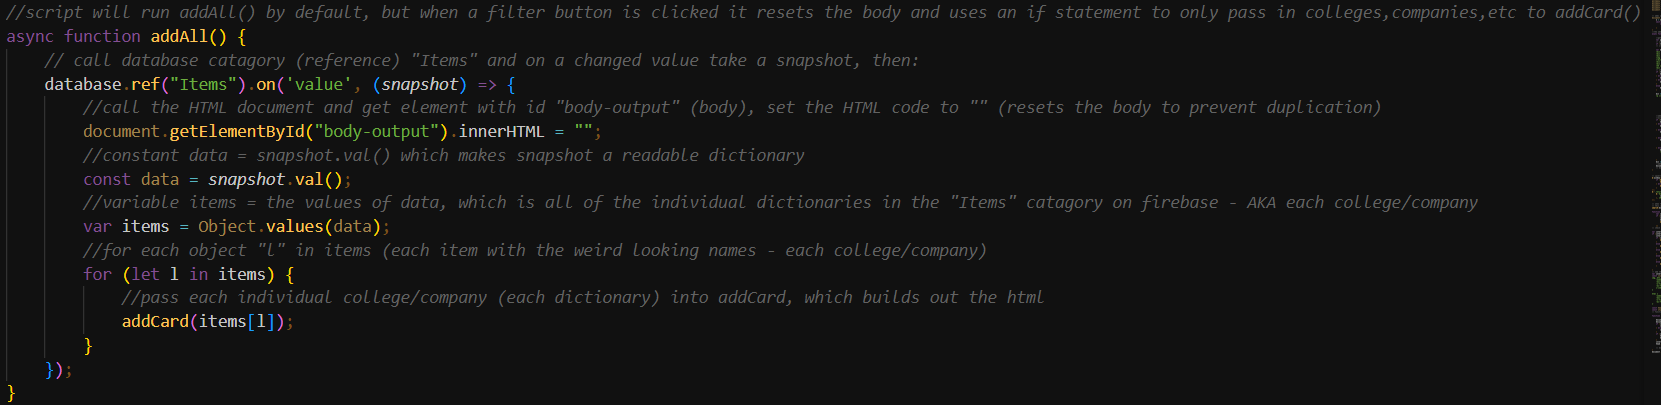 //script will run addAll() by default, but when a filter button is clicked it resets the body and uses an if statement to only pass in colleges,companies,etc to addCard()
async function addAll() {
// call database catagory (reference) "Items" and on a changed value take a snapshot, then:
database.ref("Items").on('value', (snapshot) => {
//call the HTML document and get element with id "body-output" (body), set the HTML code to "" (resets the body to prevent duplication)
document.getElementById("body-output").innerHTML = "";
//constant data = snapshot.val() which makes snapshot a readable dictionary
const data = snapshot.val();
//variable items = the values of data, which is all of the individual dictionaries in the "Items" catagory on firebase - AKA each college/company
var items = Object.values(data);
//for each object "l" in items (each item with the weird looking names - each college/company)
for (let l in items) {
//pass each individual college/company (each dictionary) into addCard, which builds out the html
addCard(items[l]);
}
});
}